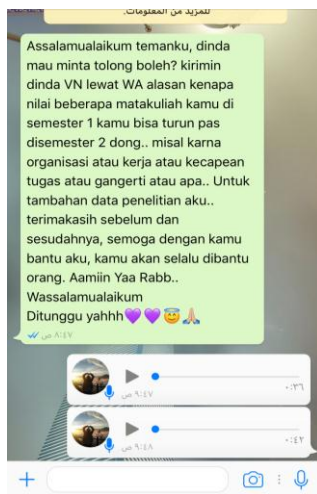 للمزيد من المعلومات.
Assalamualaikum temanku, dinda
mau minta tolong boleh? kirimin
dinda VN lewat WA alasan kenapa
nilai beberapa matakuliah kamu di
semester 1 kamu bisa turun pas
disemester 2 dong.. misal karna
organisasi atau kerja atau kecapean
tugas atau gangerti atau apa.. Untuk
tambahan data penelitian aku..
terimakasih sebelum dan
sesudahnya, semoga dengan kamu
bantu aku, kamu akan selalu dibantu
orang. Aamiin Yaa Rabb..
Wassalamualaikum
Ditunggu yahhh💜💜😇🙏
٨:٤٧ ص
٩:٤٧ ص
٠:٣٦
٩:٤٨ ص
٠:٤٢